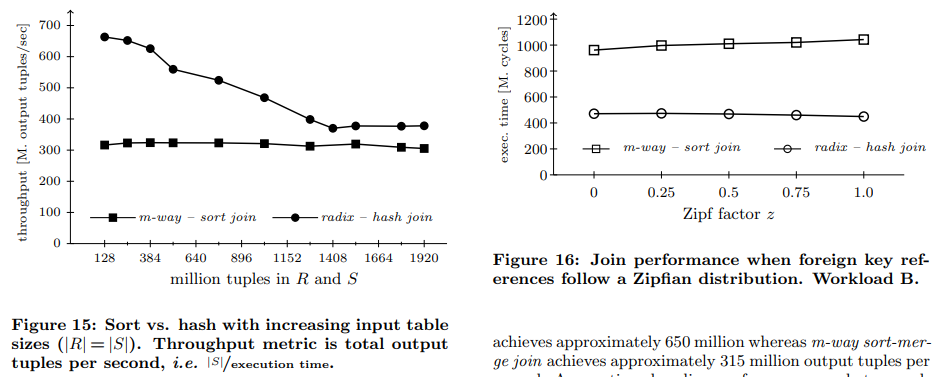 throughput [M. output tuples/sec]
700
600
500
400
300
200
100
0
m-way – sort join
radix – hash join
128 384 640 896 1152 1408 1664 1920
million tuples in R and S
Figure 15: Sort vs. hash with increasing input table
sizes (|R| = |S|). Throughput metric is total output
tuples per second, i.e. |S|/execution time.
exec. time [M. cycles]
1200
1000
800
600
400
200
0
m-way – sort join
radix – hash join
0 0.25 0.5 0.75 1.0
Zipf factor z
Figure 16: Join performance when foreign key ref-
erences follow a Zipfian distribution. Workload B.
achieves approximately 650 million whereas m-way sort-mer-
ge join achieves approximately 315 million output tuples per